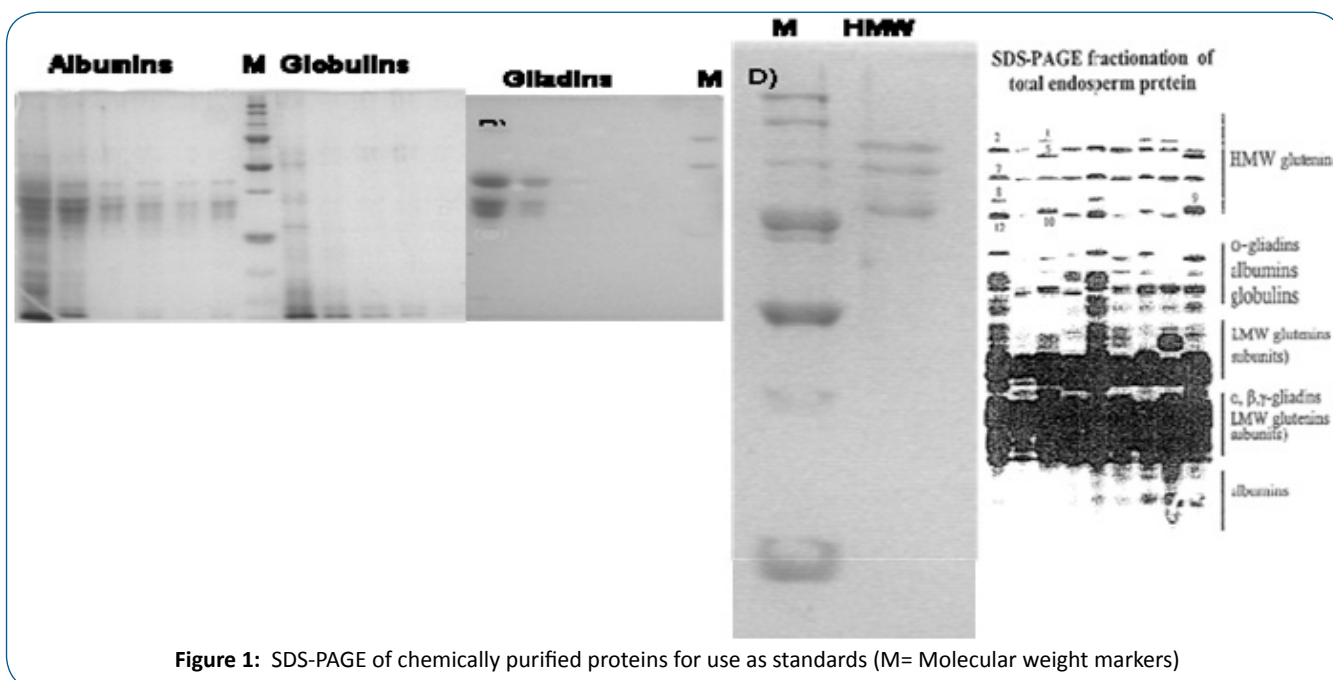 M HMW
Albumins M Globulins
Gliadins M
D)
SDS-PAGE fractionation of
total endosperm protein
2 1
5
7
8 9
12 10
HMW glutenin
albumins
globulins
LMW glutenins
subunits)
β,γ-gliadins
LMW glutenins
subunits)
albumins
Figure 1: SDS-PAGE of chemically purified proteins for use as standards (M= Molecular weight markers)